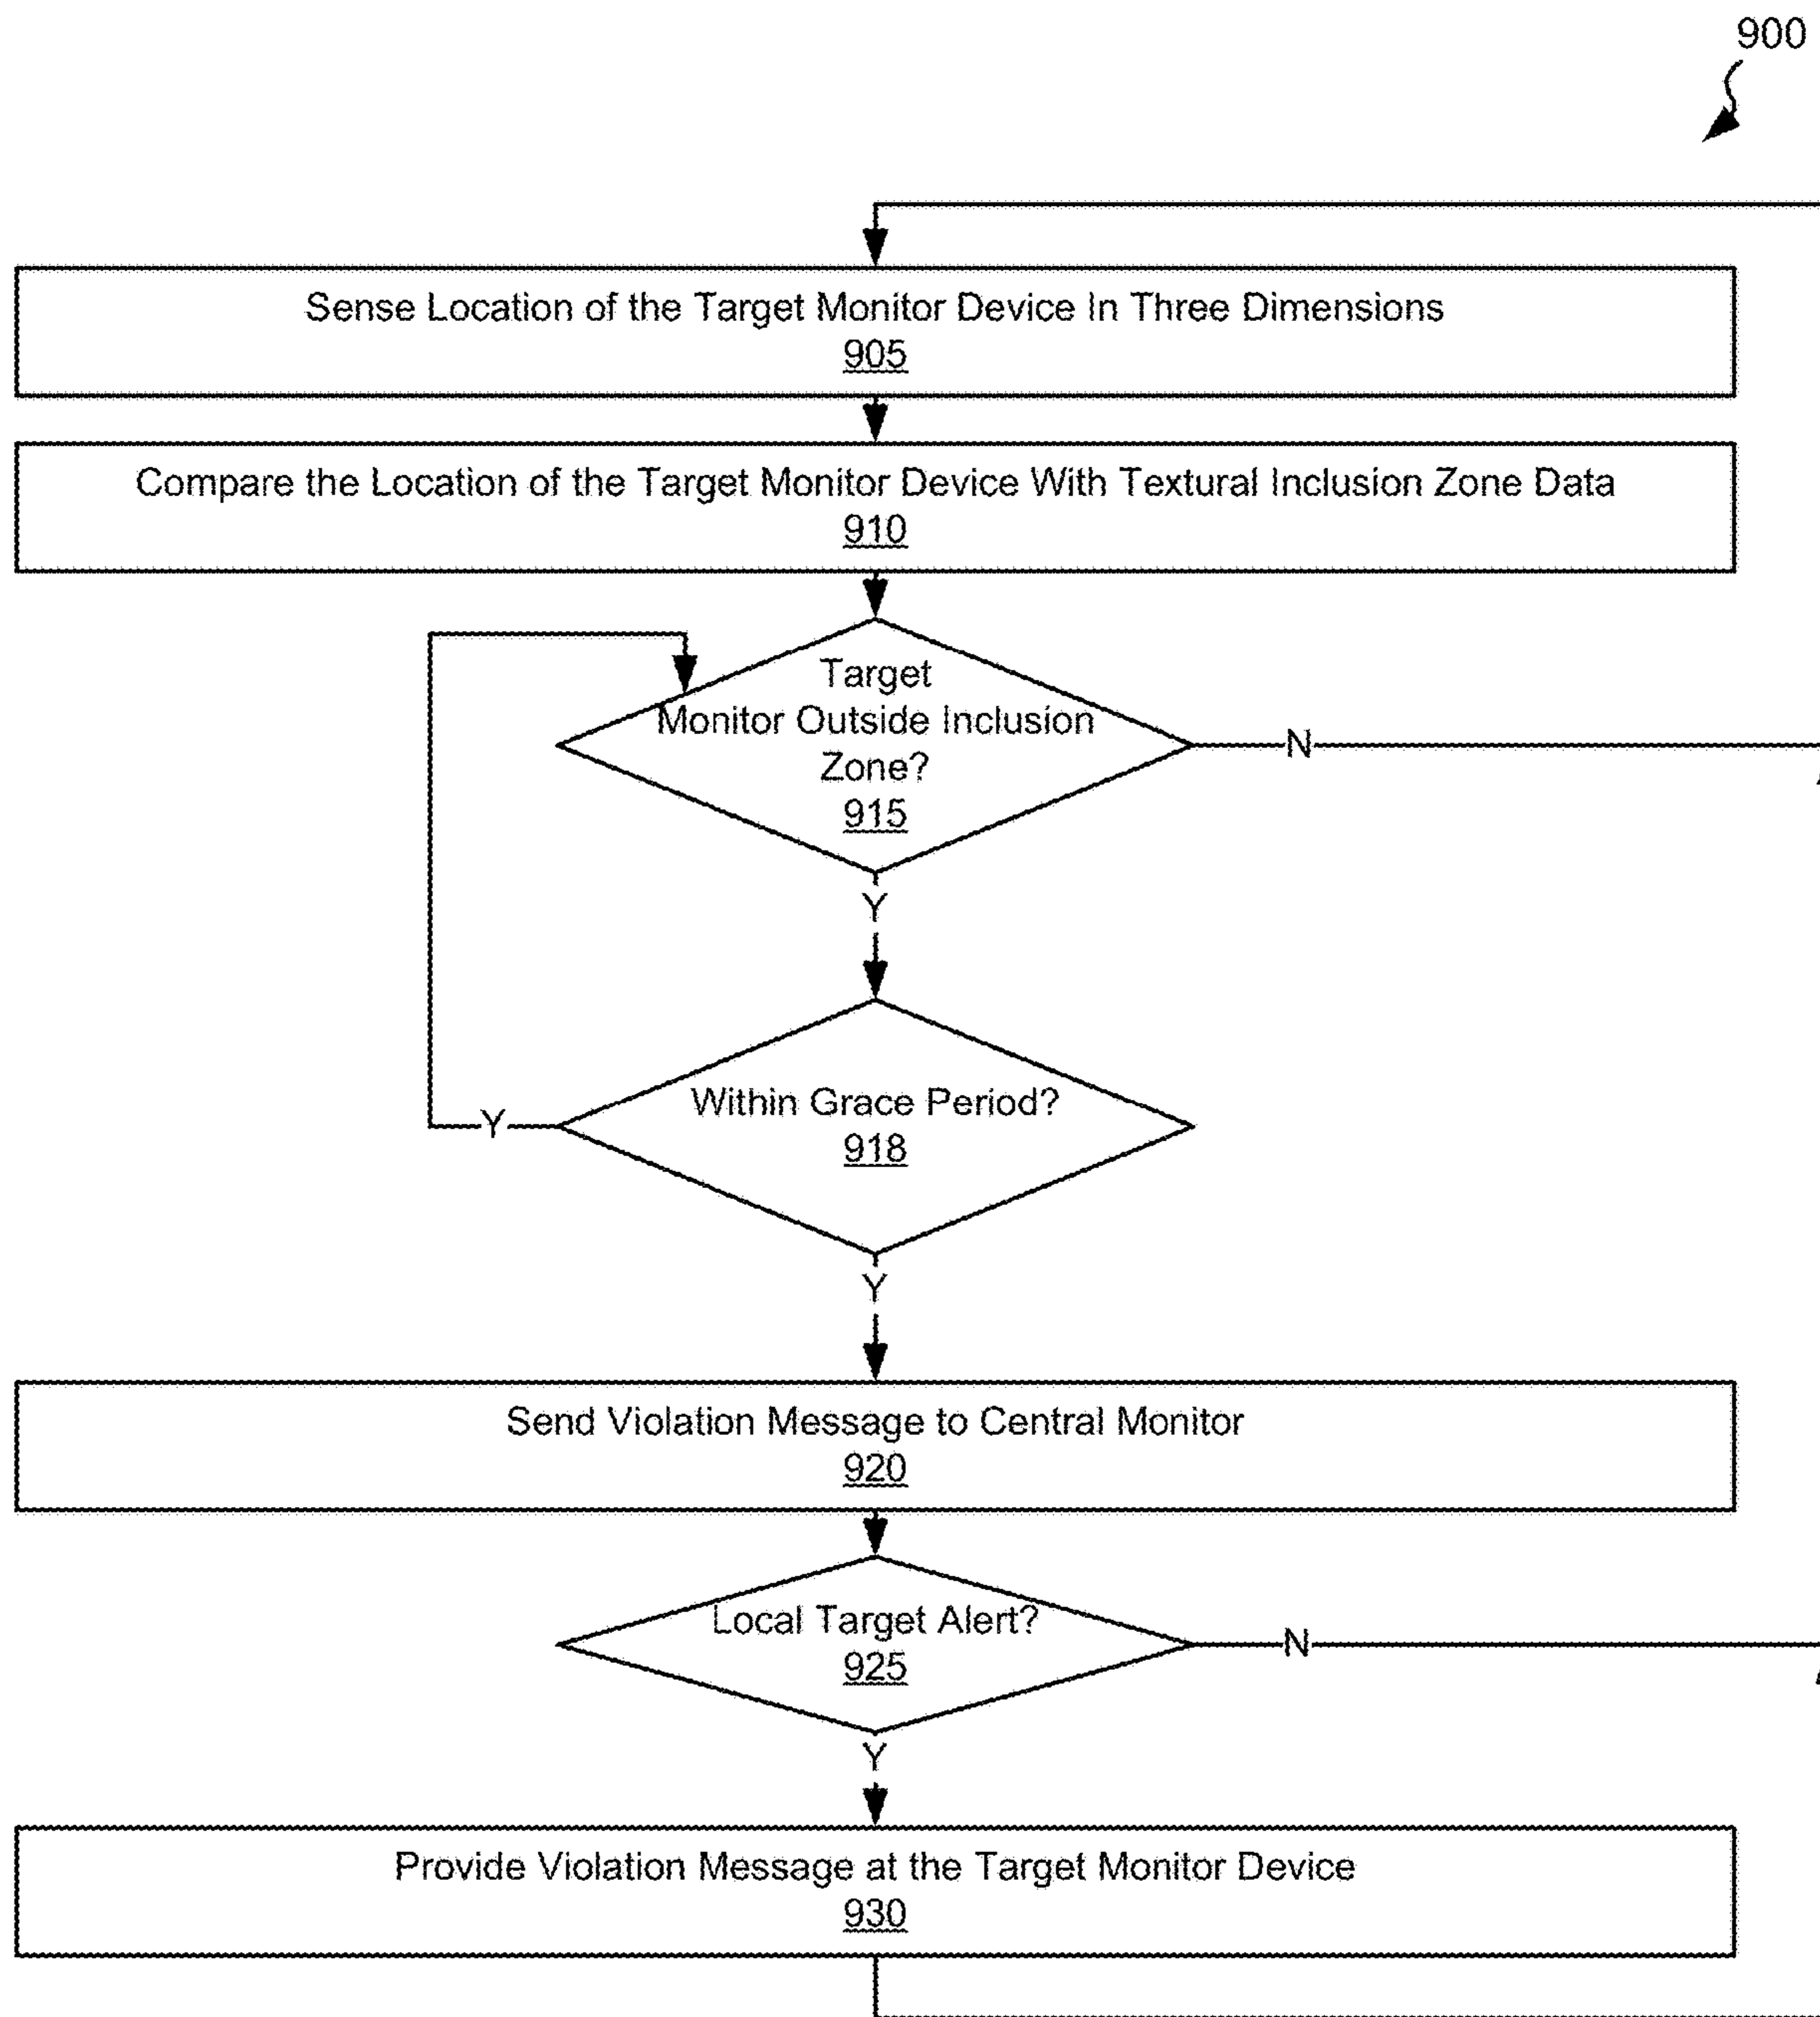 900
Sense Location of the Target Monitor Device In Three Dimensions
905
Compare the Location of the Target Monitor Device With Textural Inclusion Zone Data
910
Target
Monitor Outside Inclusion
Zone?
915
N
Y
Within Grace Period?
918
Y
Y
Send Violation Message to Central Monitor
920
Local Target Alert?
925
N
Y
Provide Violation Message at the Target Monitor Device
930